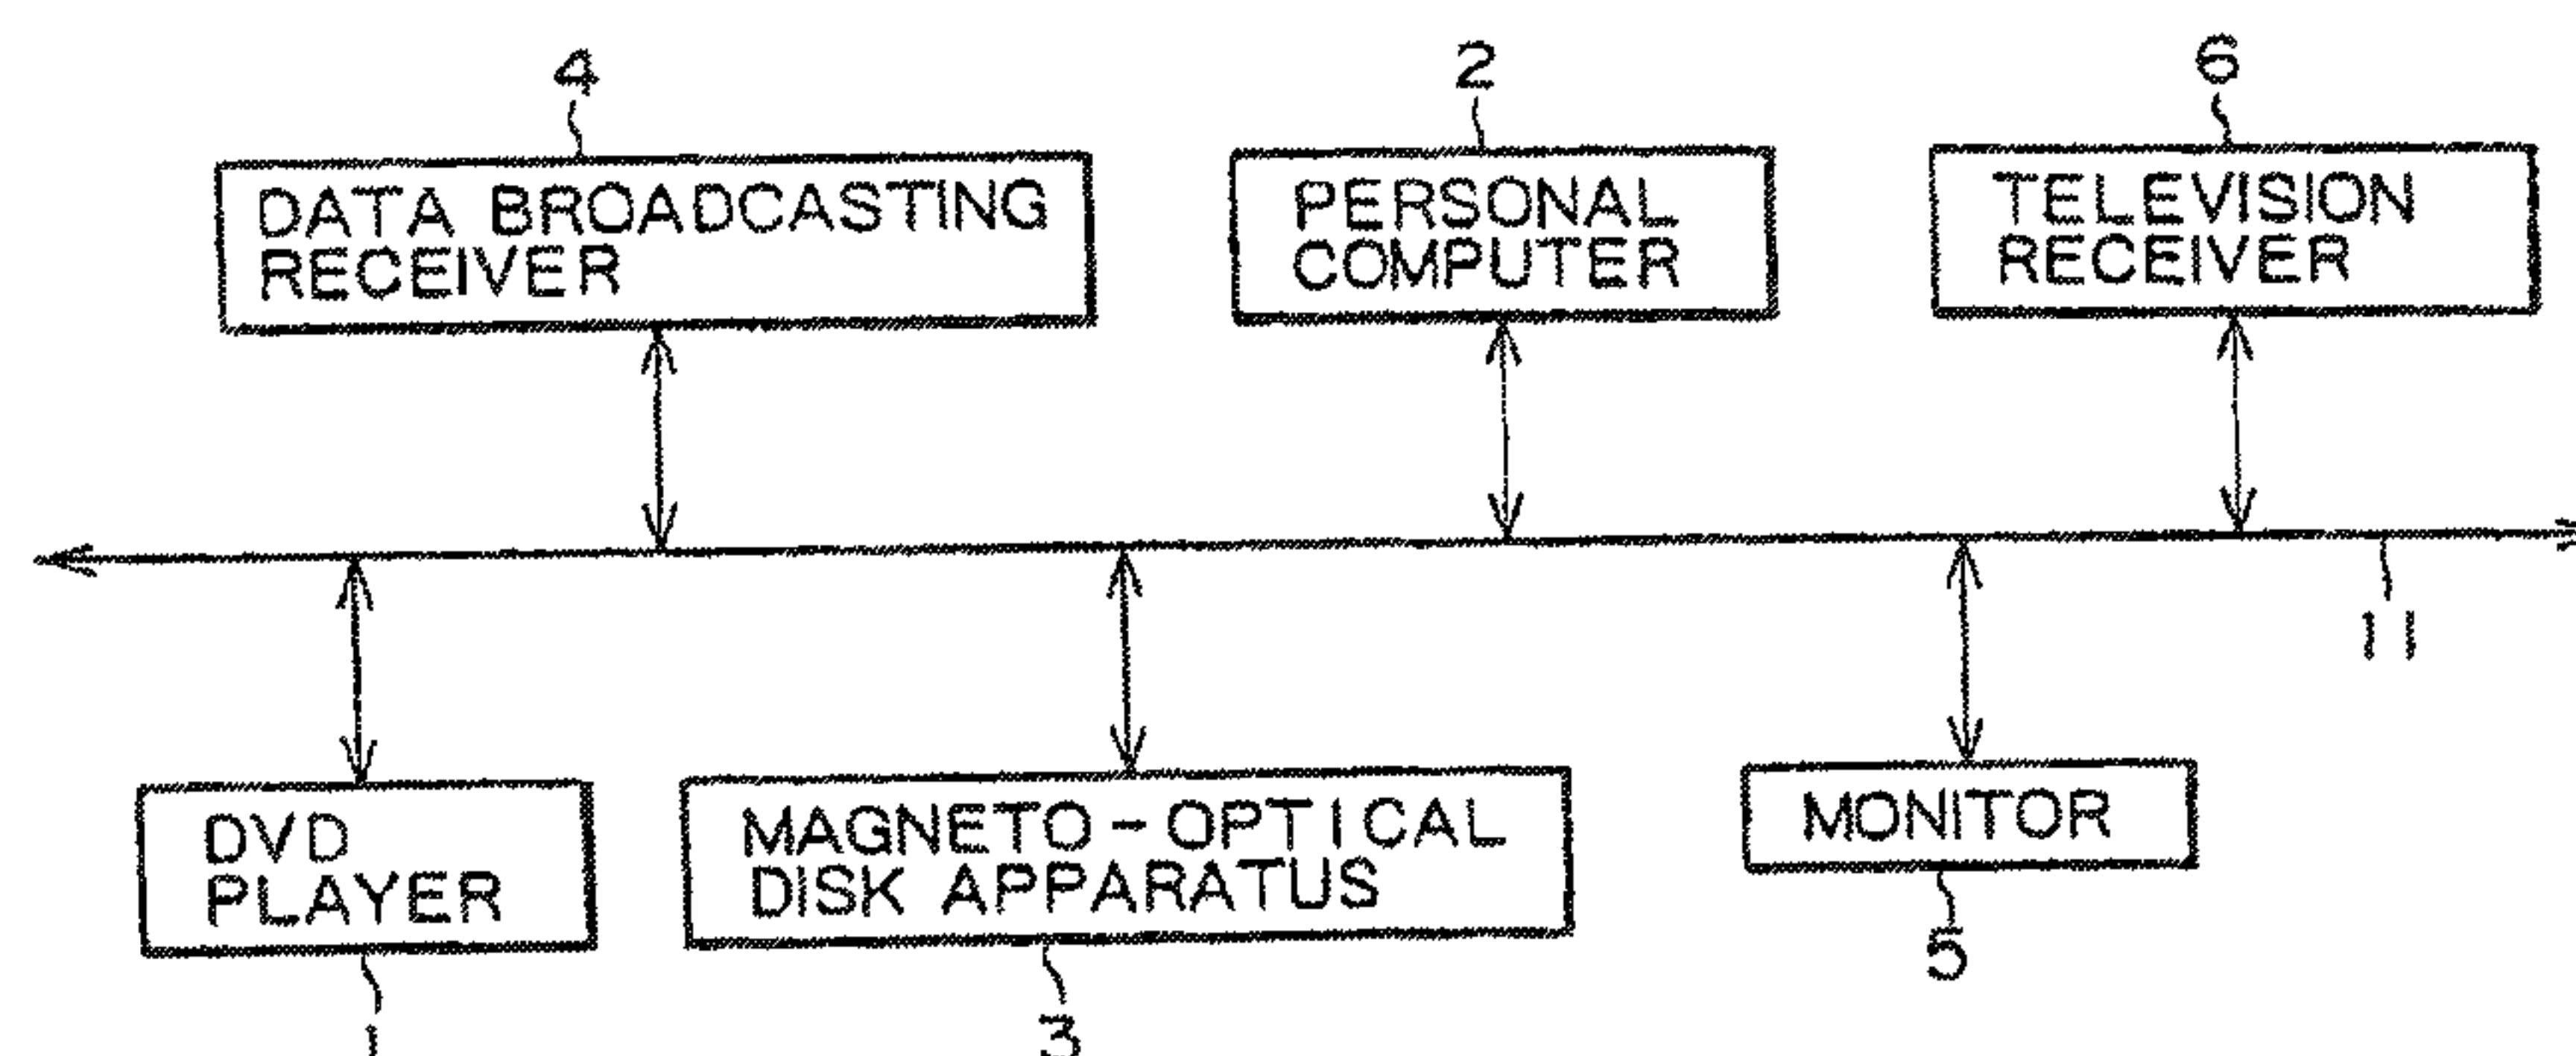 4
2
6
DATA BROADCASTING
RECEIVER
PERSONAL
COMPUTER
TELEVISION
RECEIVER
11
DVD
PLAYER
MAGNETO-OPTICAL
DISK APPARATUS
MONITOR
1
3
5